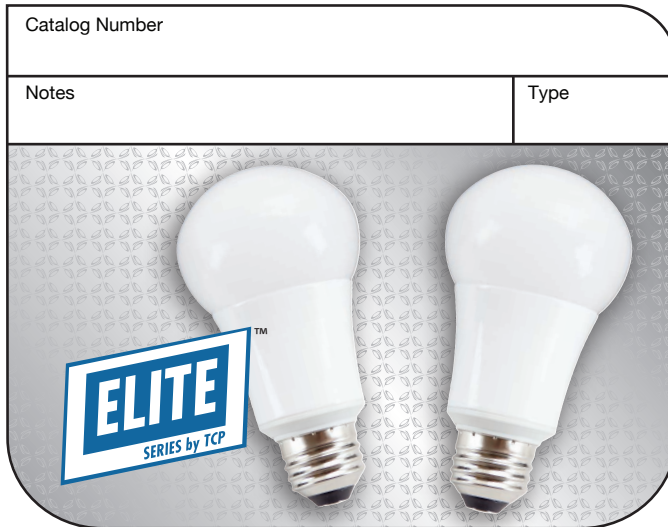 Catalog Number
Notes
Type
TM
ELITE
SERIES by TCP